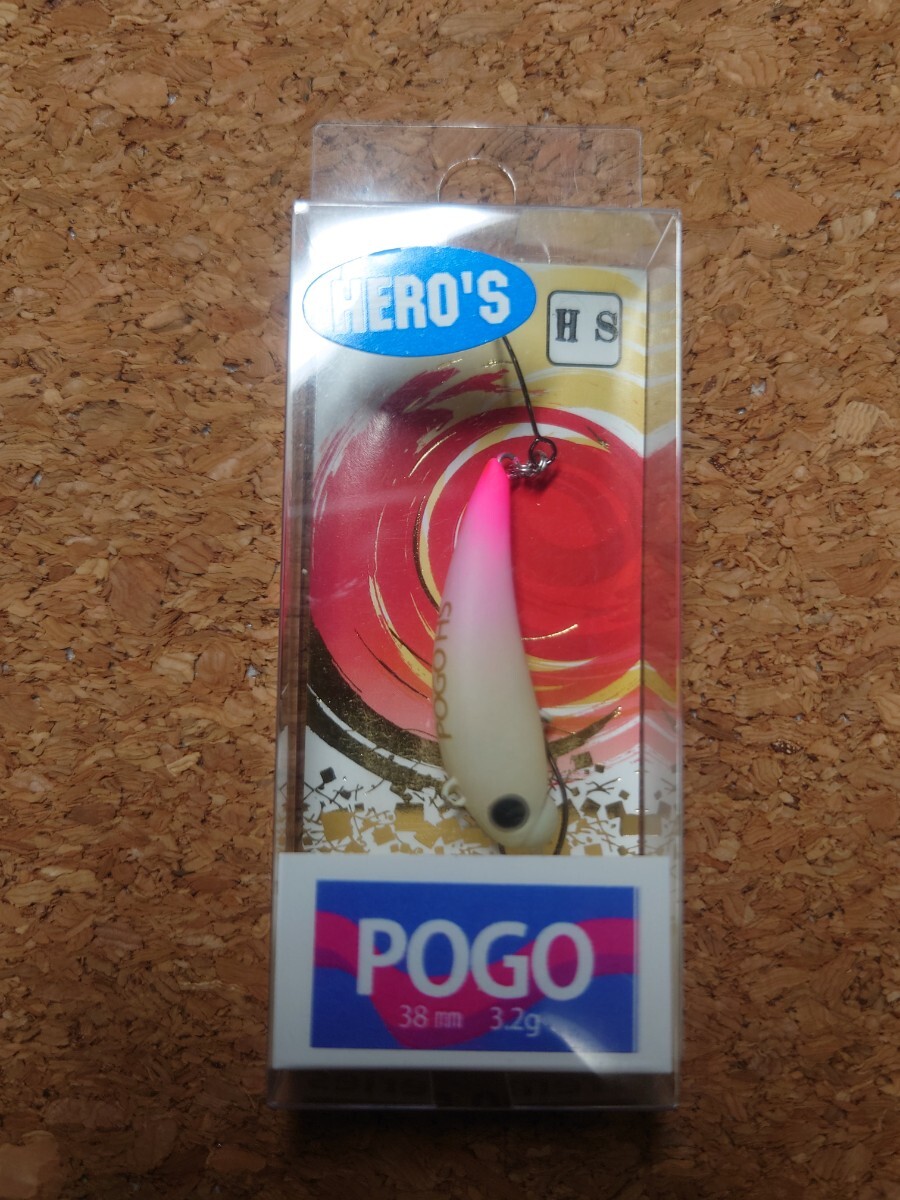 HERO'S
H S
POGO HS
POGO
38㎜ 3.2g